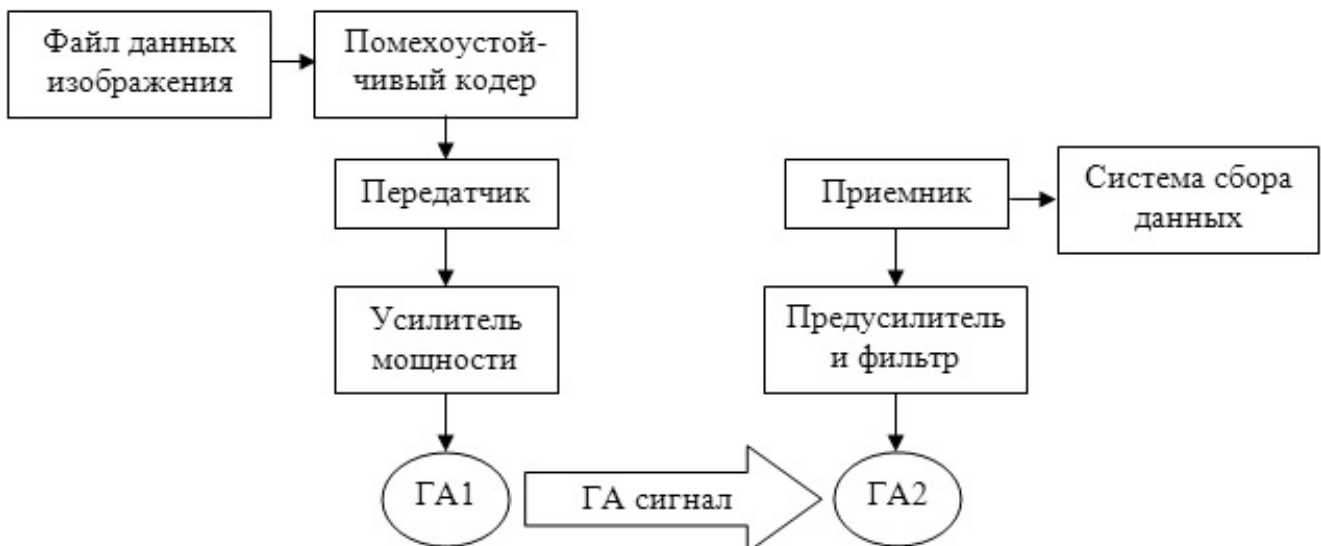 Файл данных
изображения
Помехоустой-
чивый кодер
Передатчик
Приемник
Система сбора
данных
Усилитель
мощности
Предусилитель
и фильтр
ГА1
ГА сигнал
ГА2